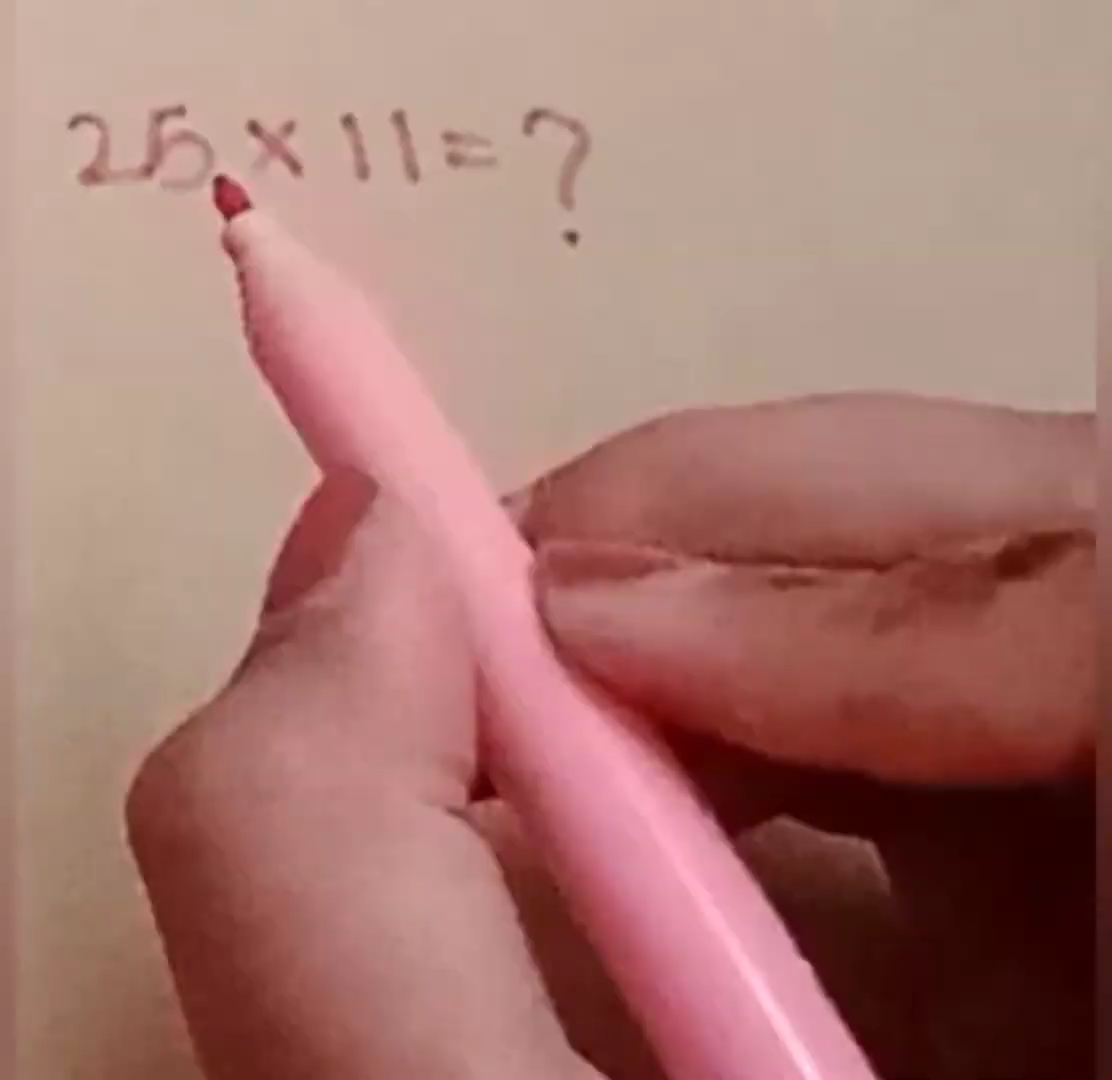 25 × 11 = ?